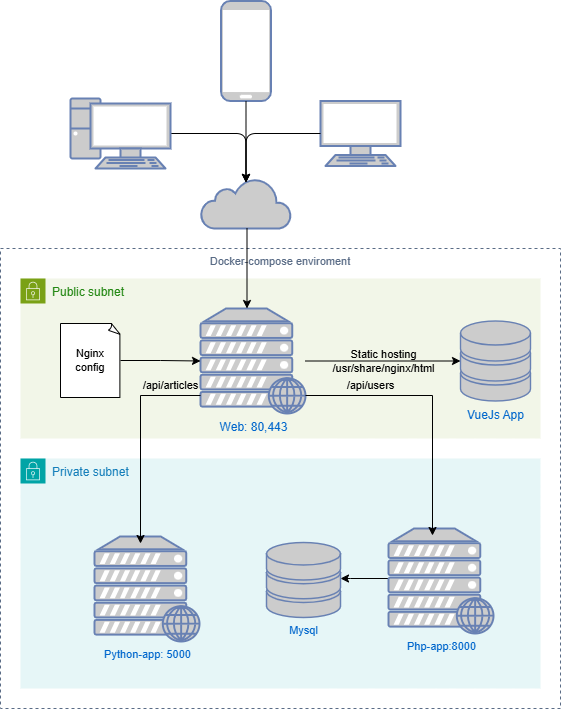 Docker-compose enviroment
Public subnet
Nginx
config
Static hosting
/usr/share/nginx/html
/api/articles
/api/users
VueJs App
Web: 80,443
Private subnet
Mysql
Python-app: 5000
Php-app:8000